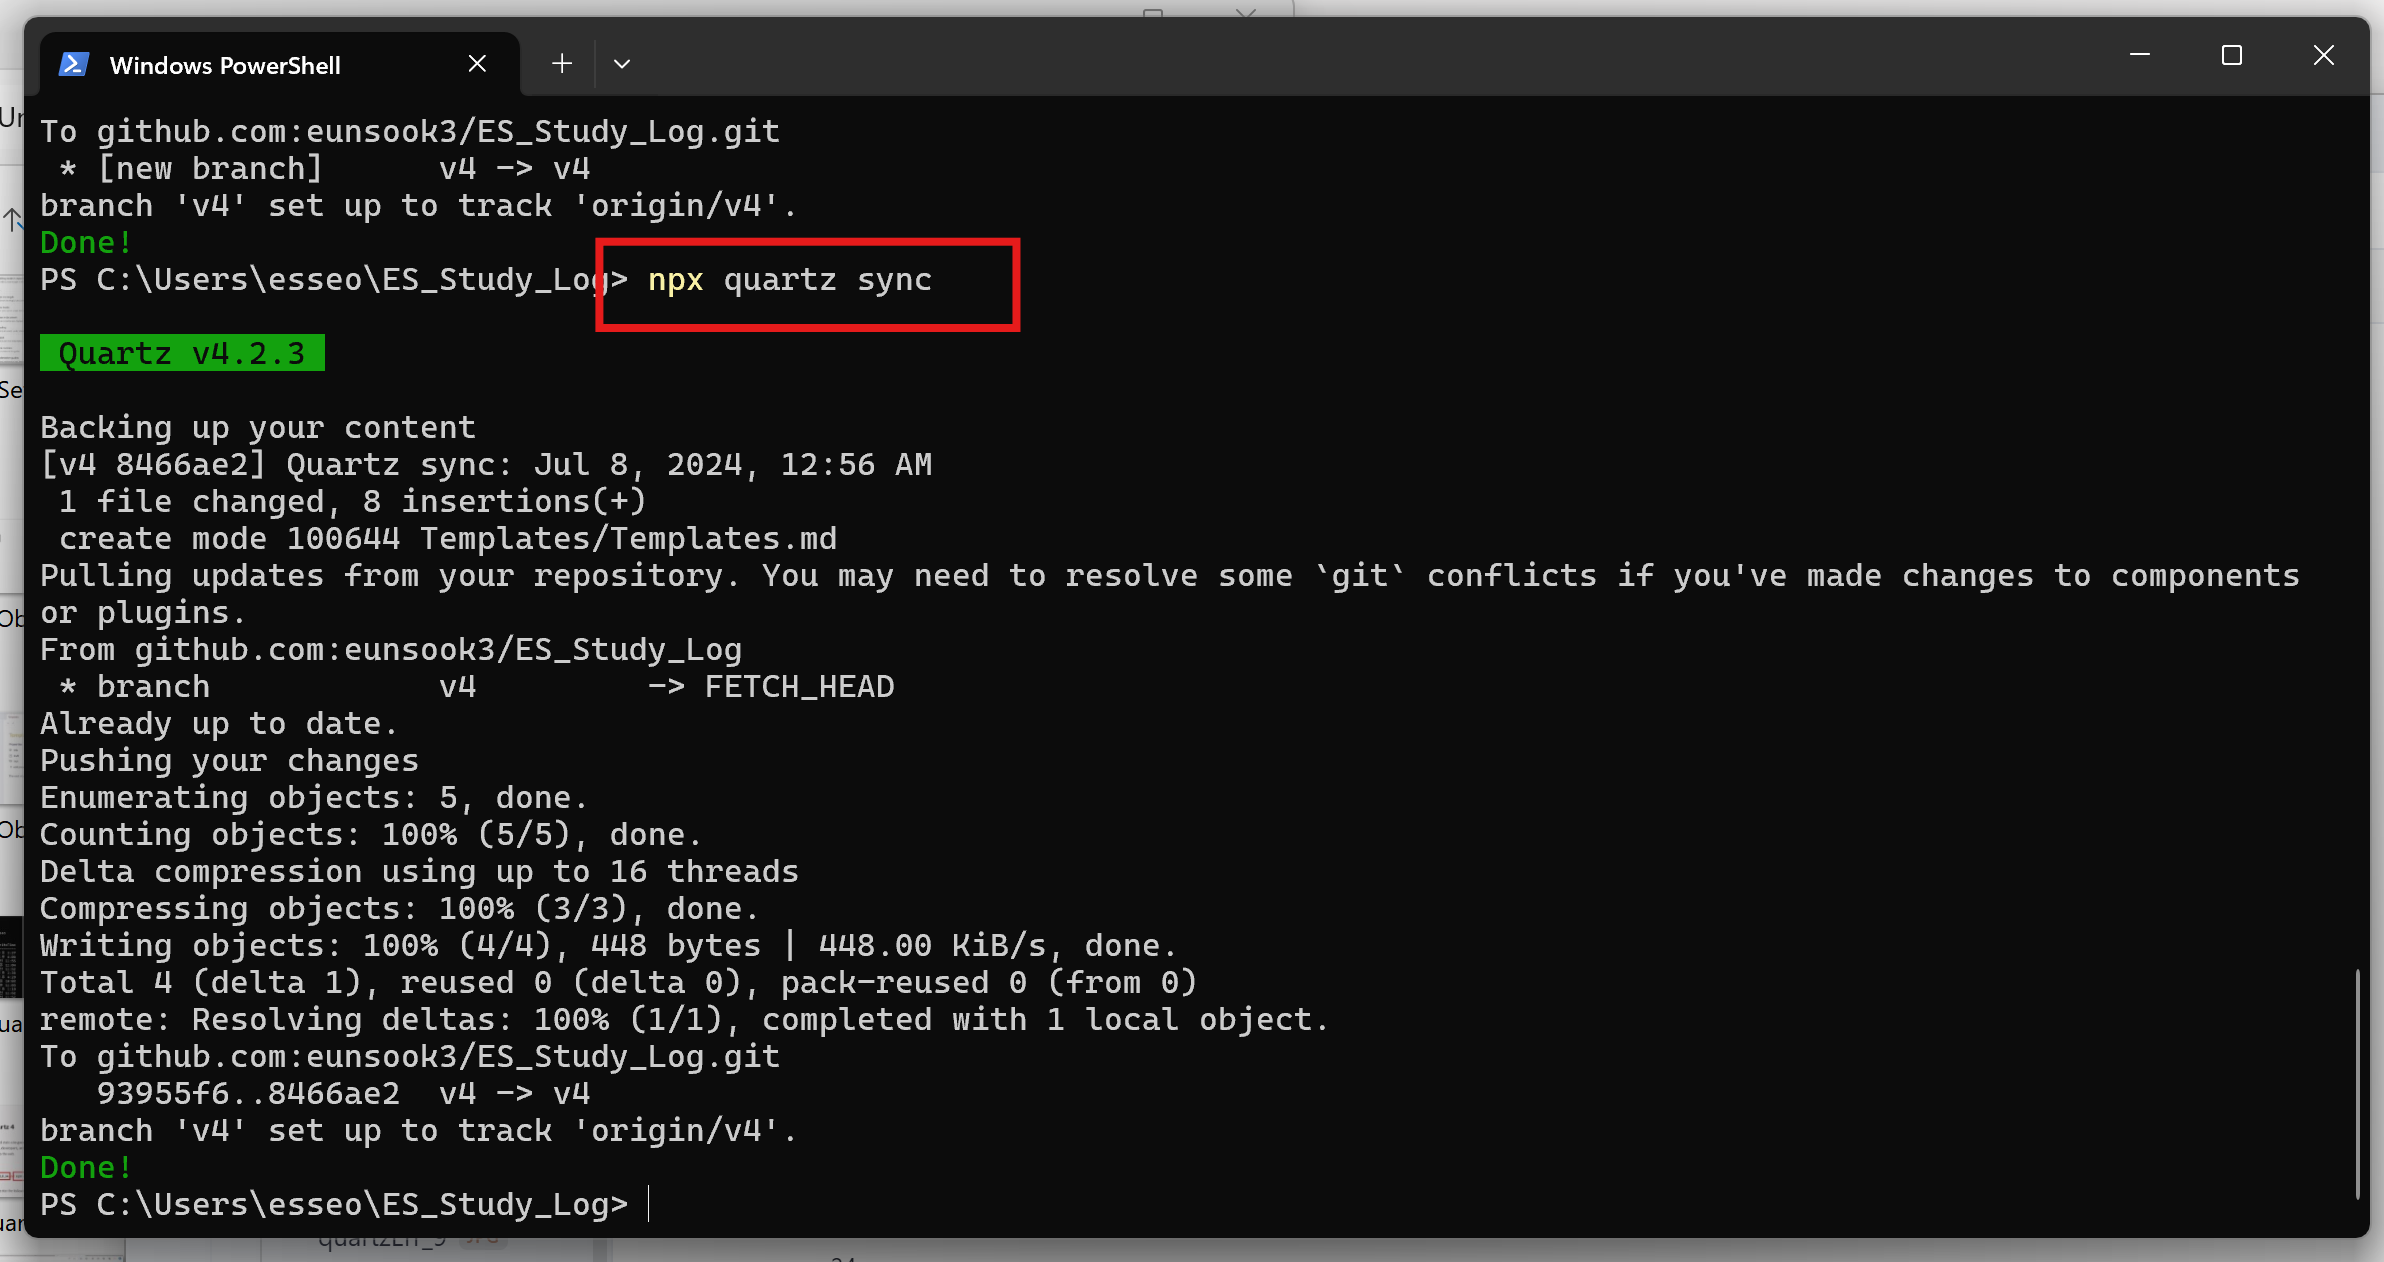 Windows PowerShell
To github.com:eunsook3/ES_Study_Log.git
 * [new branch]      v4 -> v4
branch 'v4' set up to track 'origin/v4'.
Done!
PS C:\Users\esseo\ES_Study_Log> npx quartz sync
Quartz v4.2.3
Backing up your content
[v4 8466ae2] Quartz sync: Jul 8, 2024, 12:56 AM
 1 file changed, 8 insertions(+)
 create mode 100644 Templates/Templates.md
Pulling updates from your repository. You may need to resolve some `git` conflicts if you've made changes to components
or plugins.
From github.com:eunsook3/ES_Study_Log
 * branch            v4         -> FETCH_HEAD
Already up to date.
Pushing your changes
Enumerating objects: 5, done.
Counting objects: 100% (5/5), done.
Delta compression using up to 16 threads
Compressing objects: 100% (3/3), done.
Writing objects: 100% (4/4), 448 bytes | 448.00 KiB/s, done.
Total 4 (delta 1), reused 0 (delta 0), pack-reused 0 (from 0)
remote: Resolving deltas: 100% (1/1), completed with 1 local object.
To github.com:eunsook3/ES_Study_Log.git
   93955f6..8466ae2  v4 -> v4
branch 'v4' set up to track 'origin/v4'.
Done!
PS C:\Users\esseo\ES_Study_Log>